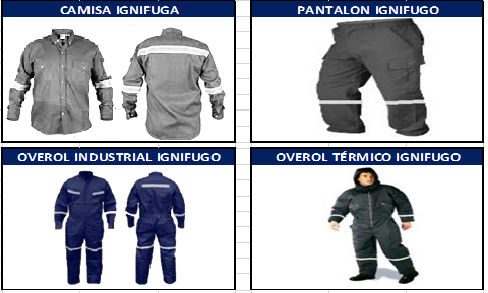 CAMISA IGNIFUGA
PANTALON IGNIFUGO
OVEROL INDUSTRIAL IGNIFUGO
OVEROL TÉRMICO IGNIFUGO